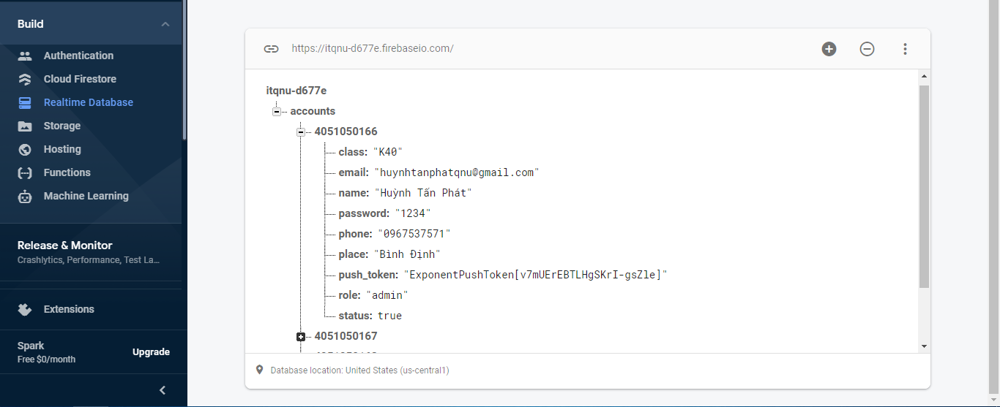 Build
Authentication
Cloud Firestore
Realtime Database
Storage
Hosting
Functions
Machine Learning
Release & Monitor
Crashlytics, Performance, Test La...
Extensions
Spark
Free $0/month
Upgrade
https://itqnu-d677e.firebaseio.com/
itqnu-d677e
accounts
4051050166
class: "K40"
email: "huynhtanphatqnu@gmail.com"
name: "Huỳnh Tấn Phát"
password: "1234"
phone: "0967537571"
place: "Bình Định"
push_token: "ExponentPushToken[v7mUErEBTLHgSKrI-gsZle]"
role: "admin"
status: true
4051050167
Database location: United States (us-central1)